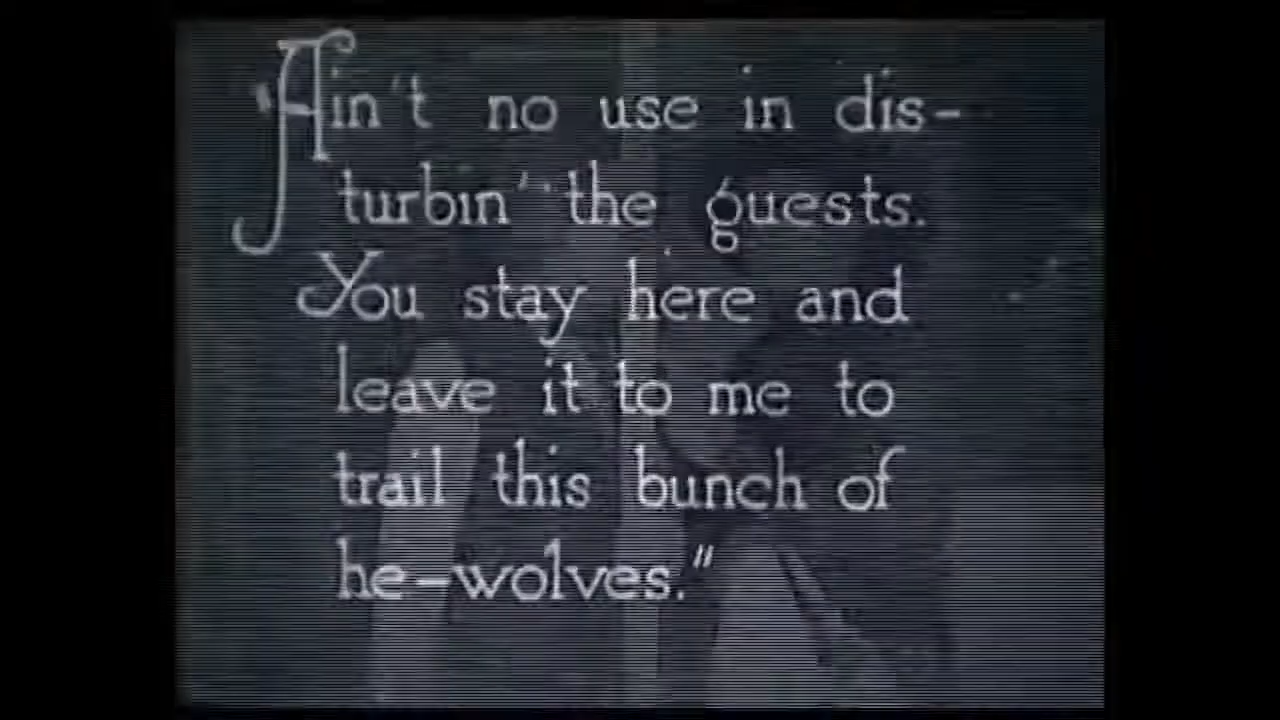 "Ain't no use in dis-
turbin' the guests.
You stay here and
leave it to me to
trail this bunch of
he-wolves."